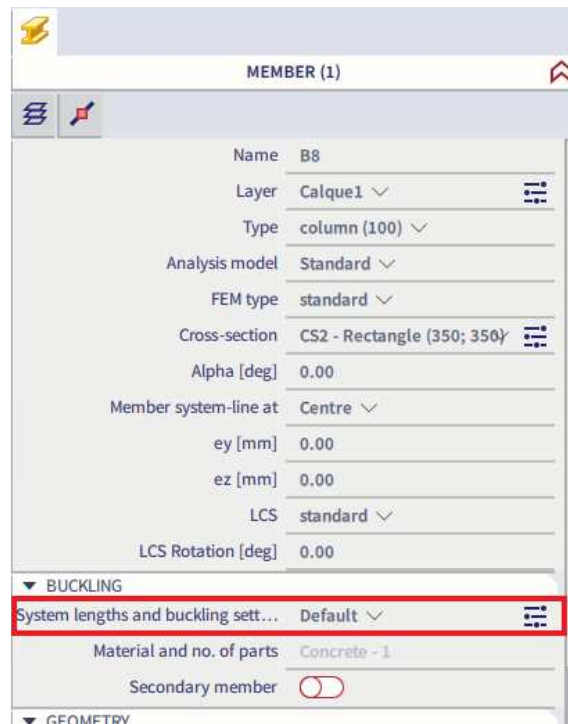 MEMBER (1)
Name B8
Layer Calque1
Type column (100)
Analysis model Standard
FEM type standard
Cross-section CS2 - Rectangle (350; 350)
Alpha [deg] 0.00
Member system-line at Centre
ey [mm] 0.00
ez [mm] 0.00
LCS standard
LCS Rotation [deg] 0.00
BUCKLING
System lengths and buckling sett... Default
Material and no. of parts Concrete - 1
Secondary member
GEOMETRY